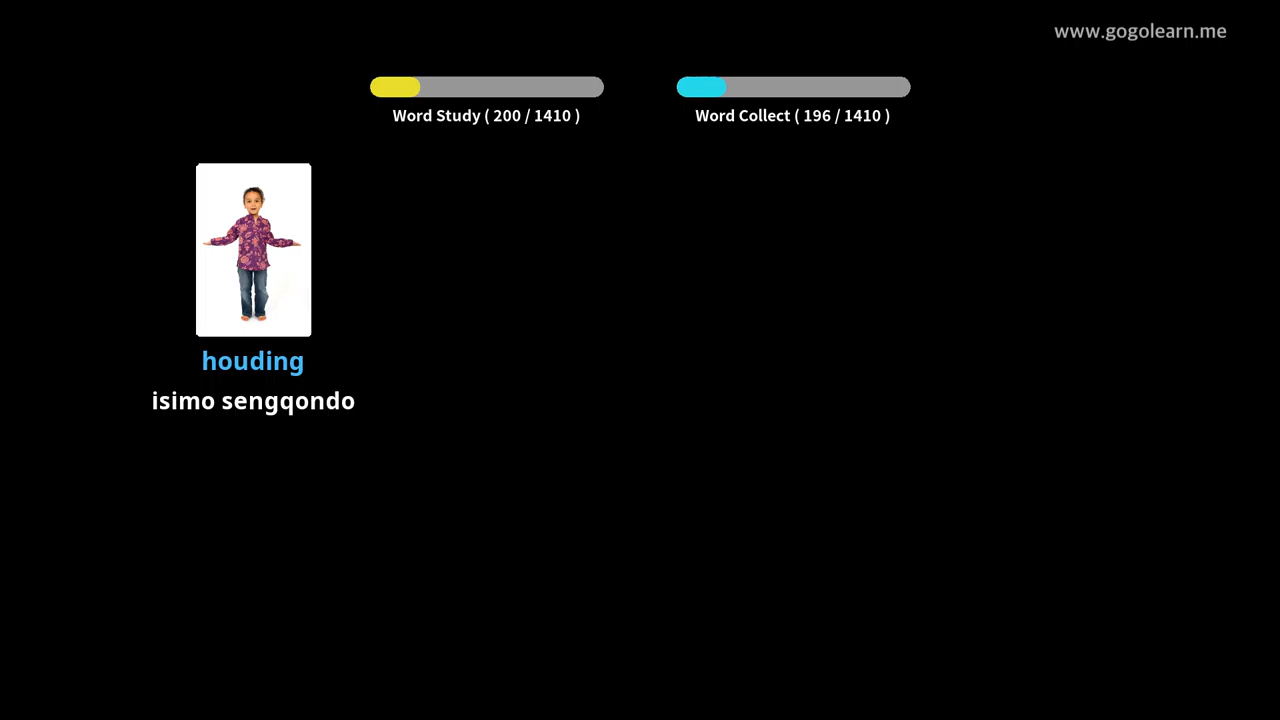 www.gogolearn.me
Word Study ( 200 / 1410 )
Word Collect ( 196 / 1410 )
houding
isimo sengqondo